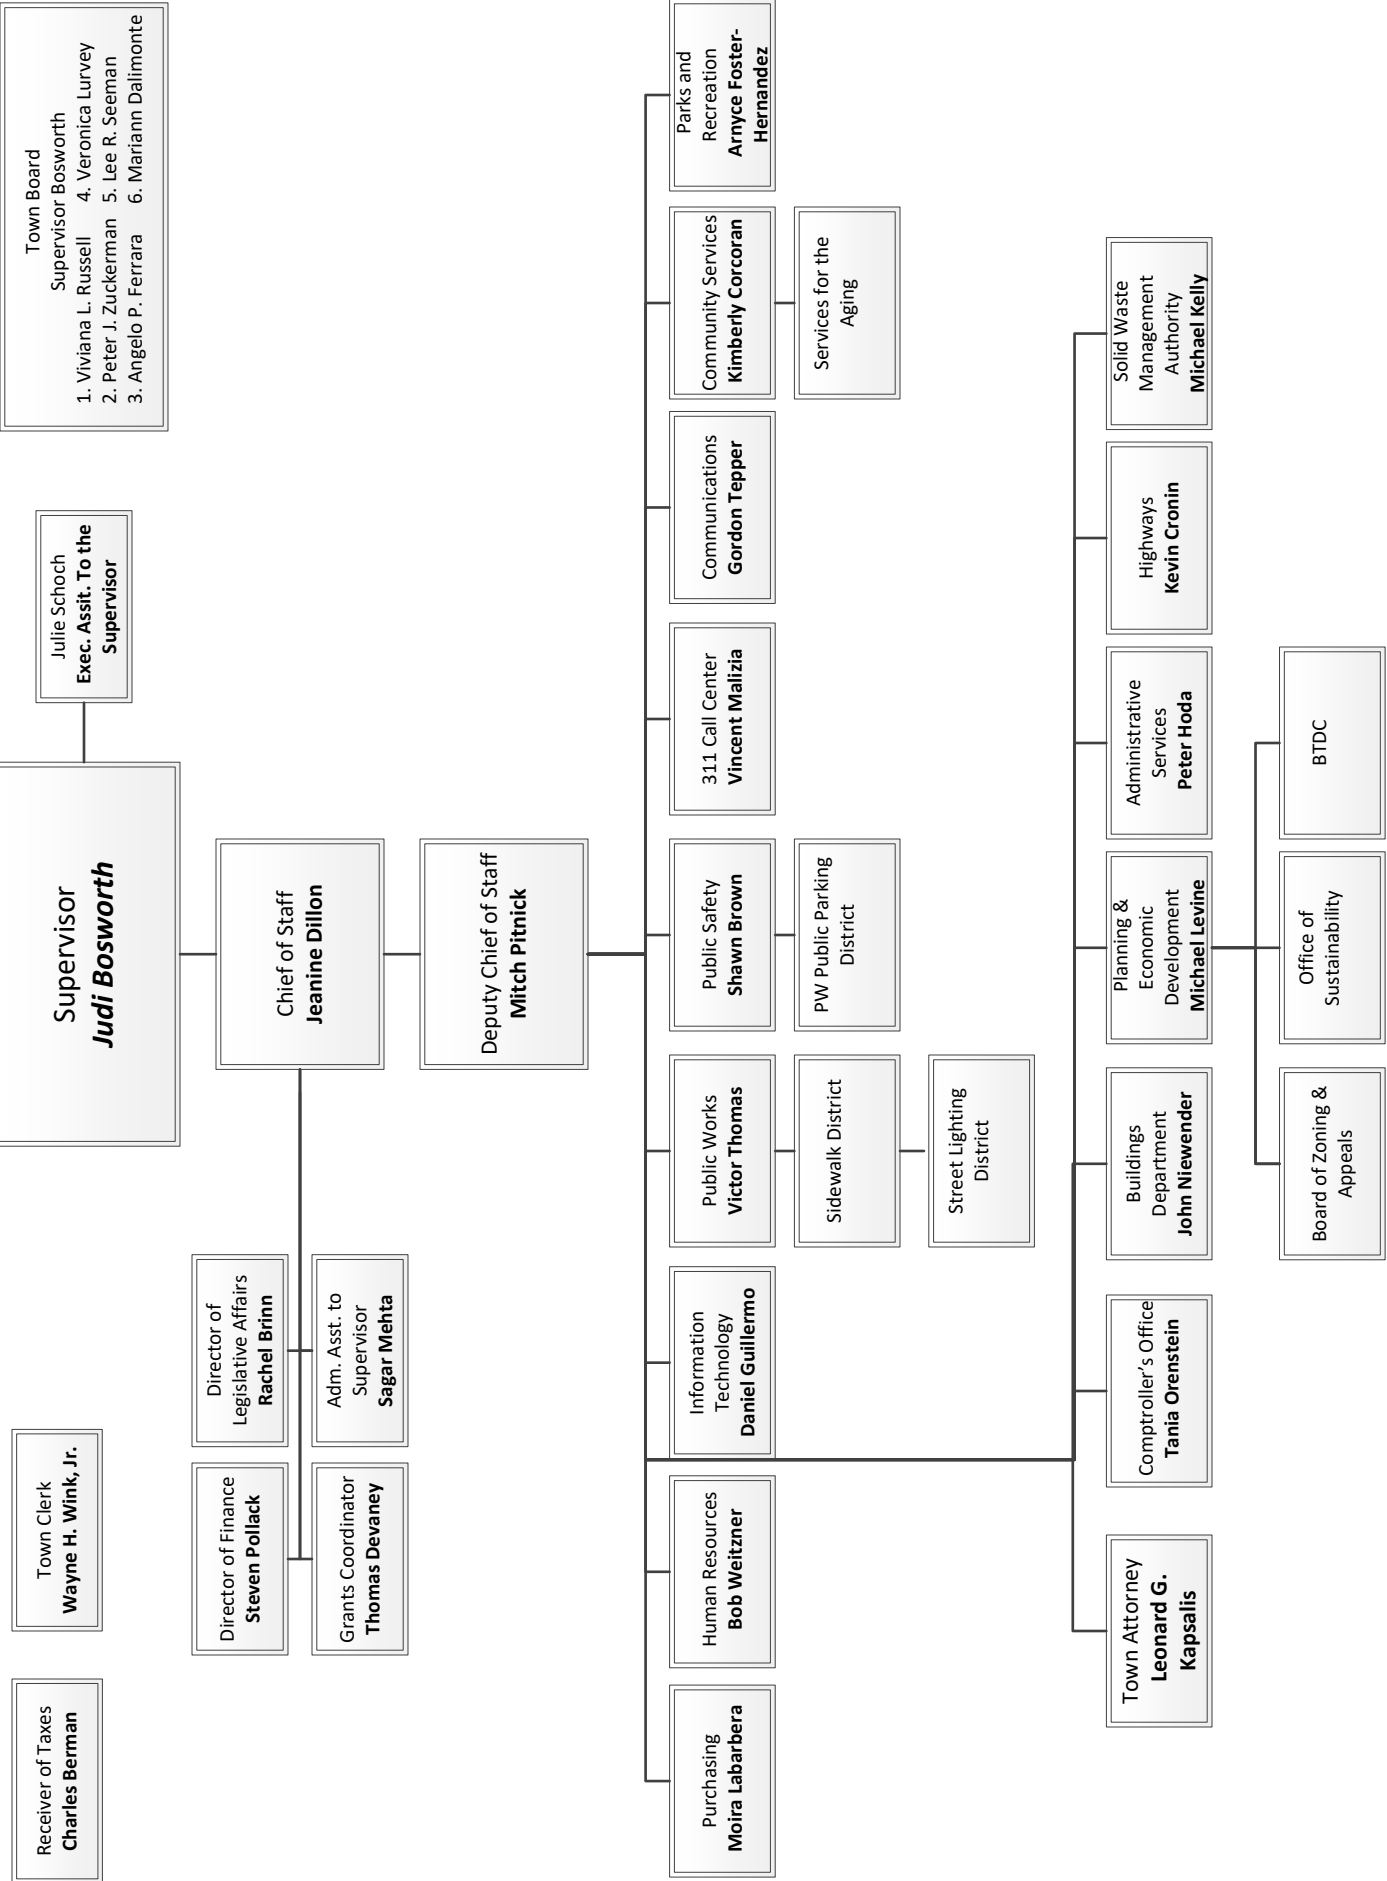 Receiver of Taxes
Charles Berman
Town Clerk
Wayne H. Wink, Jr.
Supervisor
Judi Bosworth
Julie Schoch
Exec. Assit. To the
Supervisor
Town Board
Supervisor Bosworth
1. Viviana L. Russell 4. Veronica Lurvey
2. Peter J. Zuckerman 5. Lee R. Seeman
3. Angelo P. Ferrara 6. Mariann Dalimonte
Director of Finance
Steven Pollack
Director of
Legislative Affairs
Rachel Brinn
Grants Coordinator
Thomas Devaney
Adm. Asst. to
Supervisor
Sagar Mehta
Chief of Staff
Jeanine Dillon
Deputy Chief of Staff
Mitch Pitnick
Purchasing
Moira Labarbera
Human Resources
Bob Weitzner
Information
Technology
Daniel Guillermo
Public Works
Victor Thomas
Public Safety
Shawn Brown
311 Call Center
Vincent Malizia
Communications
Gordon Tepper
Community Services
Kimberly Corcoran
Parks and
Recreation
Arnyce Foster-
Hernandez
Sidewalk District
PW Public Parking
District
Services for the
Aging
Street Lighting
District
Town Attorney
Leonard G.
Kapsalis
Comptroller's Office
Tania Orenstein
Buildings
Department
John Niewender
Planning &
Economic
Development
Michael Levine
Administrative
Services
Peter Hoda
Highways
Kevin Cronin
Solid Waste
Management
Authority
Michael Kelly
Board of Zoning &
Appeals
Office of
Sustainability
BTDC